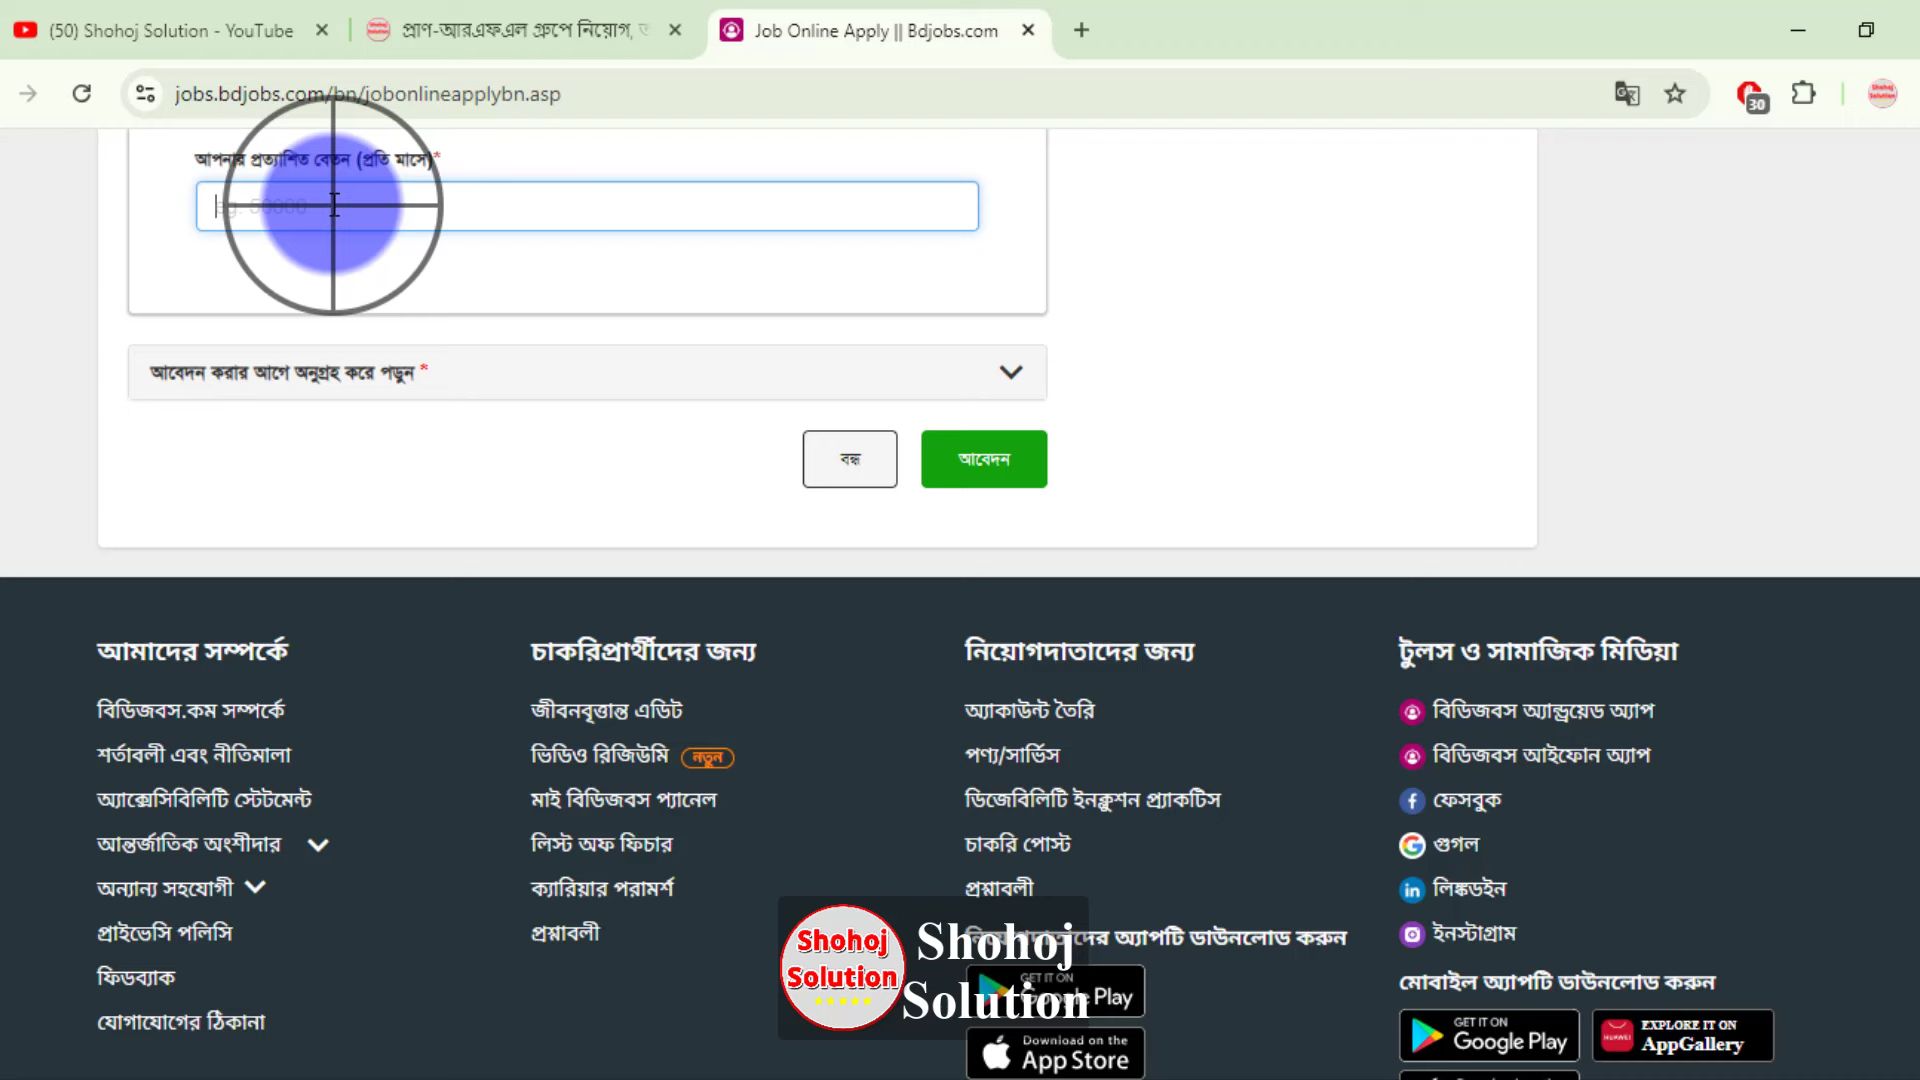 (50) Shohoj Solution - YouTube
প্রাণ-আরএফএল গ্রুপে নিয়োগ,
Job Online Apply || Bdjobs.com
jobs.bdjobs.com/bn/jobonlineapplybn.asp
30
আপনার প্রত্যাশিত বেতন (প্রতি মাসে)*
eg. 50000
আবেদন করার আগে অনুগ্রহ করে পড়ুন *
বন্ধ
আবেদন
আমাদের সম্পর্কে
বিডিজবস.কম সম্পর্কে
শর্তাবলী এবং নীতিমালা
অ্যাক্সেসিবিলিটি স্টেটমেন্ট
আন্তর্জাতিক অংশীদার
অন্যান্য সহযোগী
প্রাইভেসি পলিসি
ফিডব্যাক
যোগাযোগের ঠিকানা
চাকরিপ্রার্থীদের জন্য
জীবনবৃত্তান্ত এডিট
ভিডিও রিজিউমি নতুন
মাই বিডিজবস প্যানেল
লিস্ট অফ ফিচার
ক্যারিয়ার পরামর্শ
প্রশ্নাবলী
নিয়োগদাতাদের জন্য
অ্যাকাউন্ট তৈরি
পণ্য/সার্ভিস
ডিজেবিলিটি ইনক্লুশন প্র্যাকটিস
চাকরি পোস্ট
প্রশ্নাবলী
নিয়োগদাতাদের অ্যাপটি ডাউনলোড করুন
GET IT ON
Google Play
Download on the
App Store
টুলস ও সামাজিক মিডিয়া
বিডিজবস অ্যান্ড্রয়েড অ্যাপ
বিডিজবস আইফোন অ্যাপ
ফেসবুক
গুগল
লিঙ্কডইন
ইনস্টাগ্রাম
মোবাইল অ্যাপটি ডাউনলোড করুন
GET IT ON
Google Play
HUAWEI
EXPLORE IT ON
AppGallery
Shohoj
Solution
Shohoj
Solution